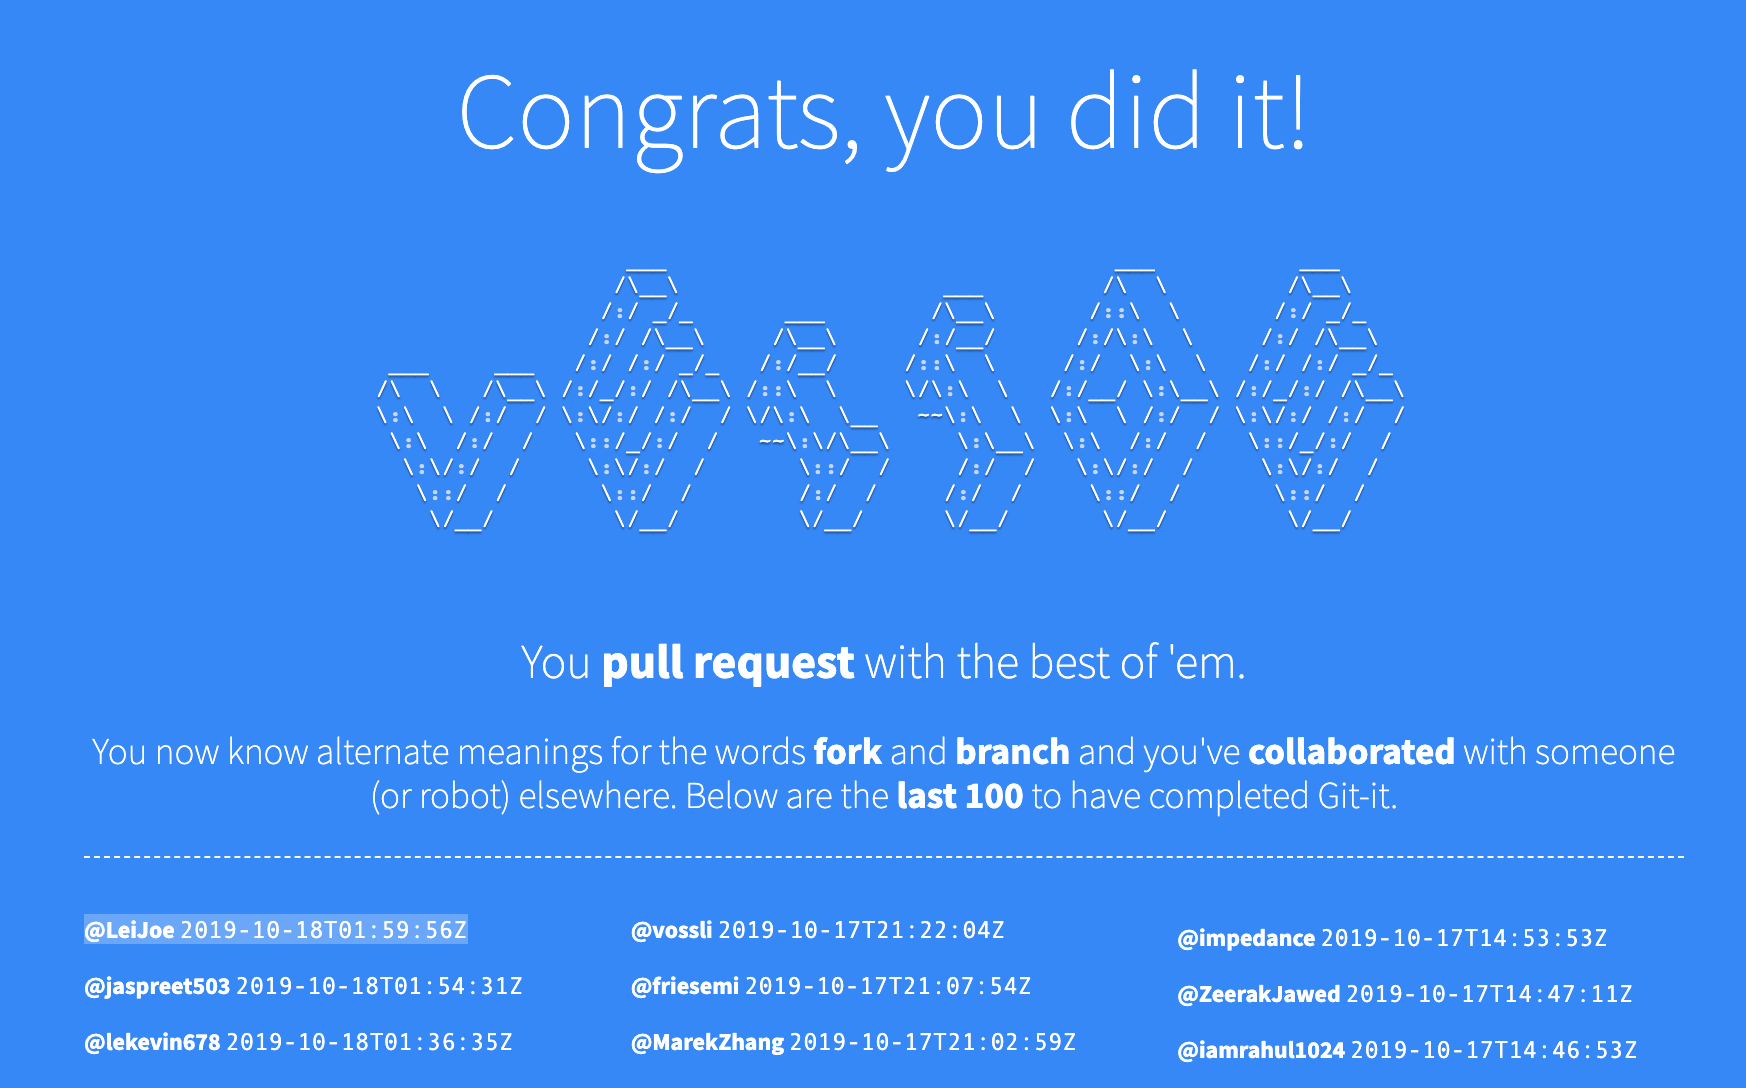 Congrats, you did it!
You pull request with the best of 'em.
You now know alternate meanings for the words fork and branch and you've collaborated with someone
(or robot) elsewhere. Below are the last 100 to have completed Git-it.
@LeiJoe 2019-10-18T01:59:56Z
@jaspreet503 2019-10-18T01:54:31Z
@lekevin678 2019-10-18T01:36:35Z
@vossli 2019-10-17T21:22:04Z
@friesemi 2019-10-17T21:07:54Z
@MarekZhang 2019-10-17T21:02:59Z
@impedance 2019-10-17T14:53:53Z
@ZeerakJawed 2019-10-17T14:47:11Z
@iamrahul1024 2019-10-17T14:46:53Z